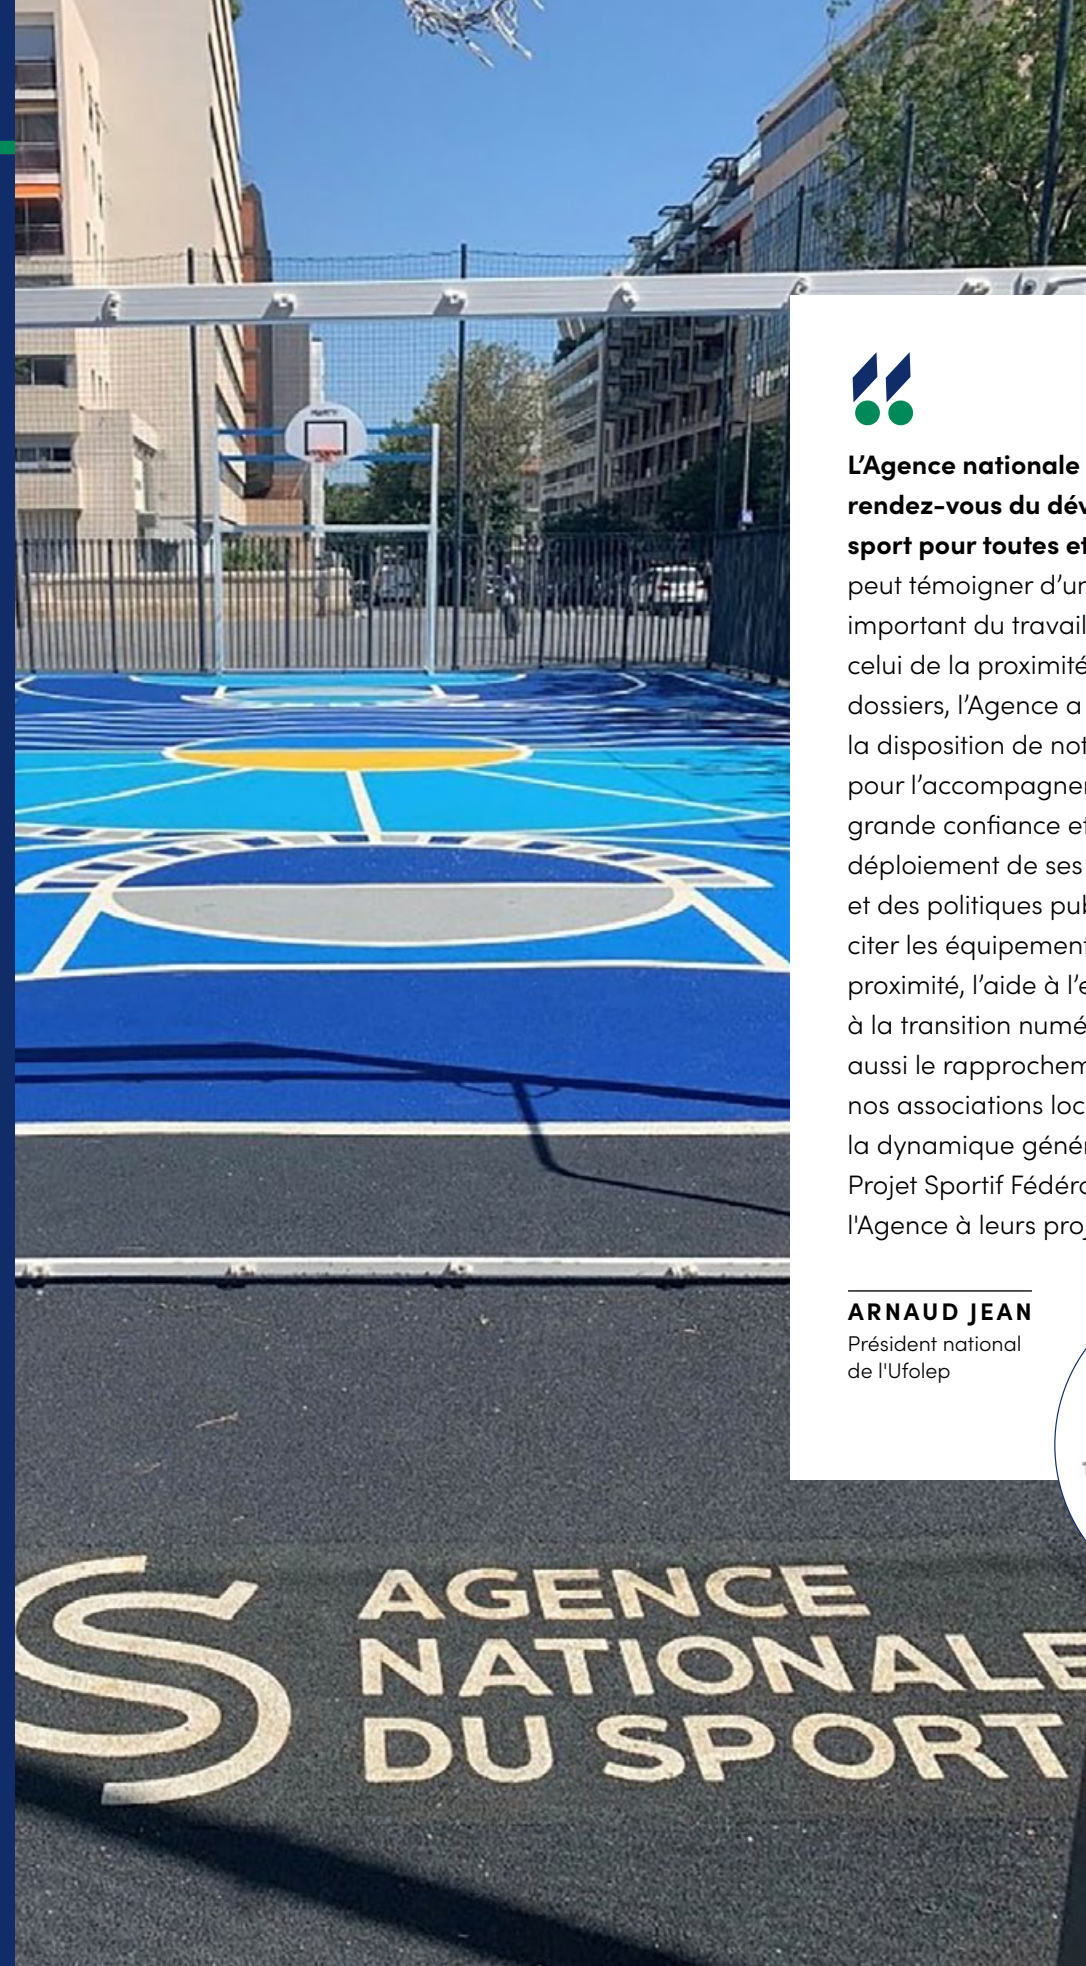 L’Agence nationale
rendez-vous du dév
sport pour toutes et
peut témoigner d’un
important du travail
celui de la proximité
dossiers, l’Agence a
la disposition de not
pour l’accompagner
grande confiance et
déploiement de ses
et des politiques pub
citer les équipement
proximité, l’aide à l’e
à la transition numé
aussi le rapprochem
nos associations loc
la dynamique génér
Projet Sportif Fédéra
l'Agence à leurs proj
ARNAUD JEAN
Président national
de l'Ufolep
AGENCE
NATIONALE
DU SPORT